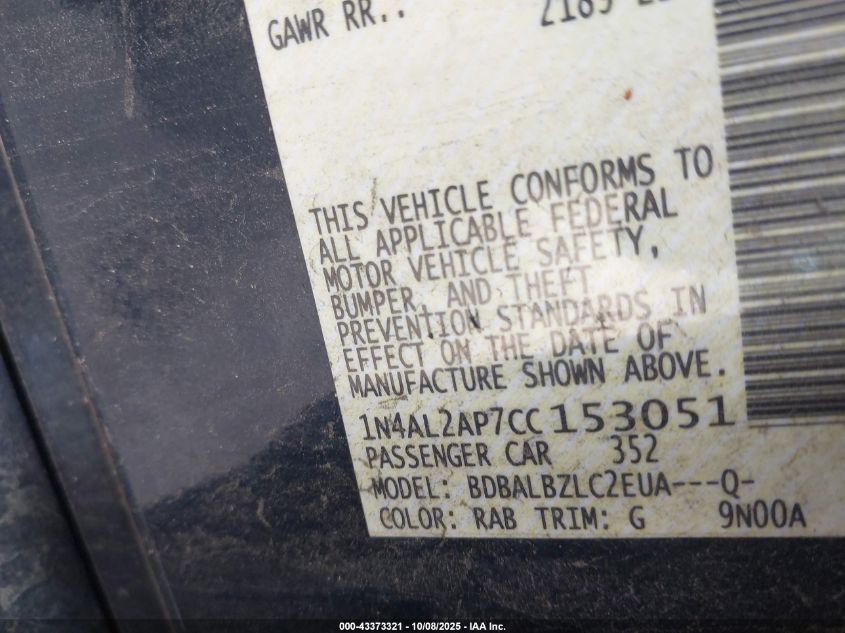 GAWR RR.:
THIS VEHICLE CONFORMS TO
ALL APPLICABLE FEDERAL
MOTOR VEHICLE SAFETY,
BUMPER, AND THEFT
PREVENTION STANDARDS IN
EFFECT ON THE DATE OF
MANUFACTURE SHOWN ABOVE.
1N4AL2AP7CC153051
PASSENGER CAR 352
MODEL: BDBALBZLC2EUA---Q-
COLOR: RAB TRIM: G 9N00A
000-43373321 - 10/08/2025 - IAA Inc.